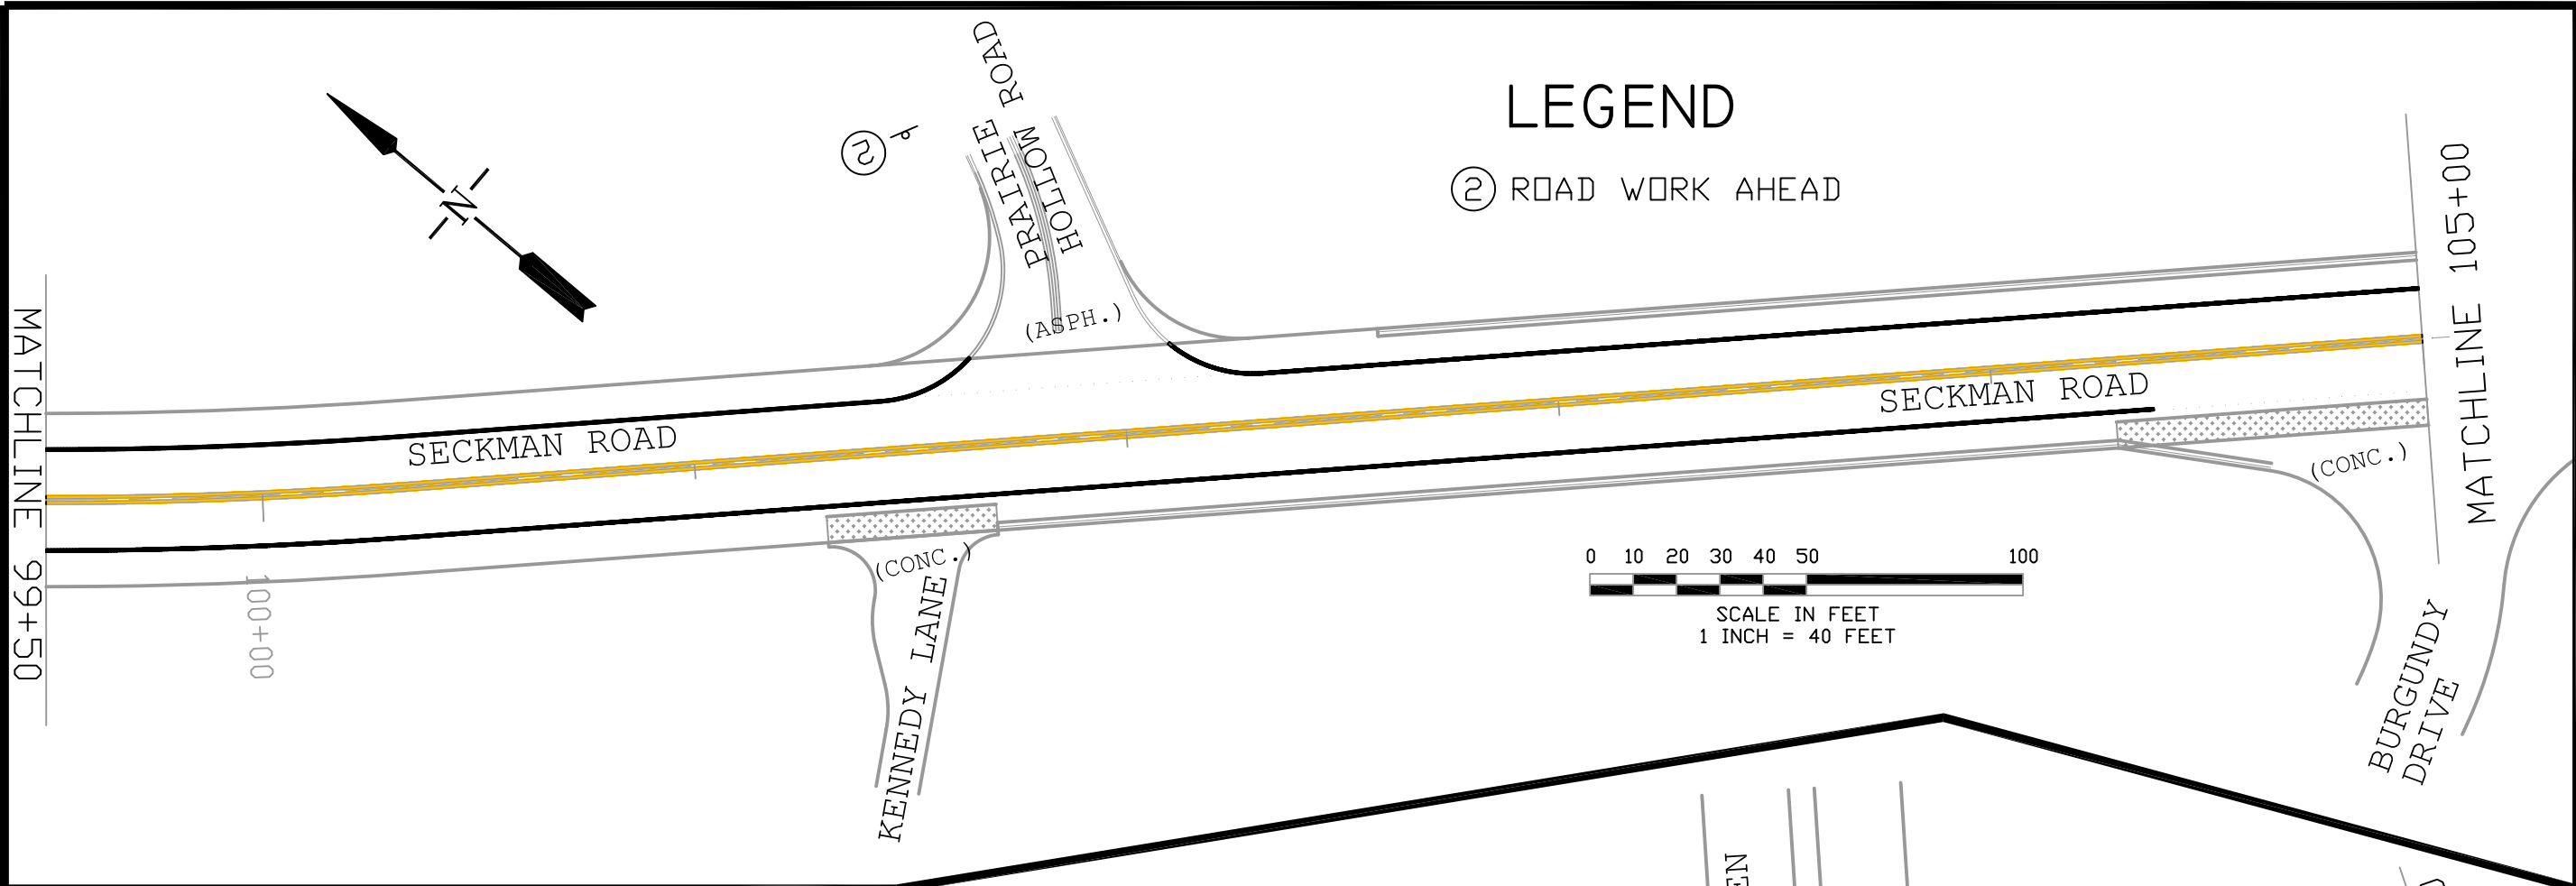 PRAIRIE HOLLOW ROAD
LEGEND
2
2 ROAD WORK AHEAD
N
MATCHLINE 99+50
MATCHLINE 105+00
(ASPH.)
SECKMAN ROAD
SECKMAN ROAD
(CONC.)
(CONC.)
100+00
KENNEDY LANE
0 10 20 30 40 50 100
SCALE IN FEET
1 INCH = 40 FEET
BURGUNDY
DRIVE